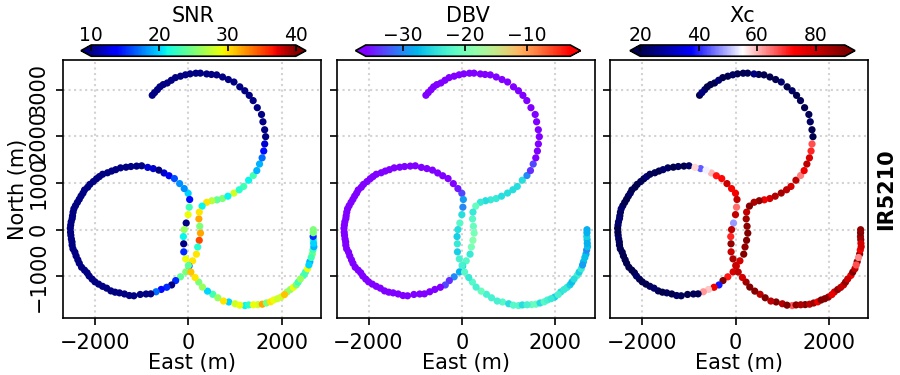 SNR
10 20 30 40
DBV
−30 −20 −10
Xc
20 40 60 80
North (m)
3000
2000
1000
0
−1000
−2000 0 2000
East (m)
−2000 0 2000
East (m)
−2000 0 2000
East (m)
IR5210